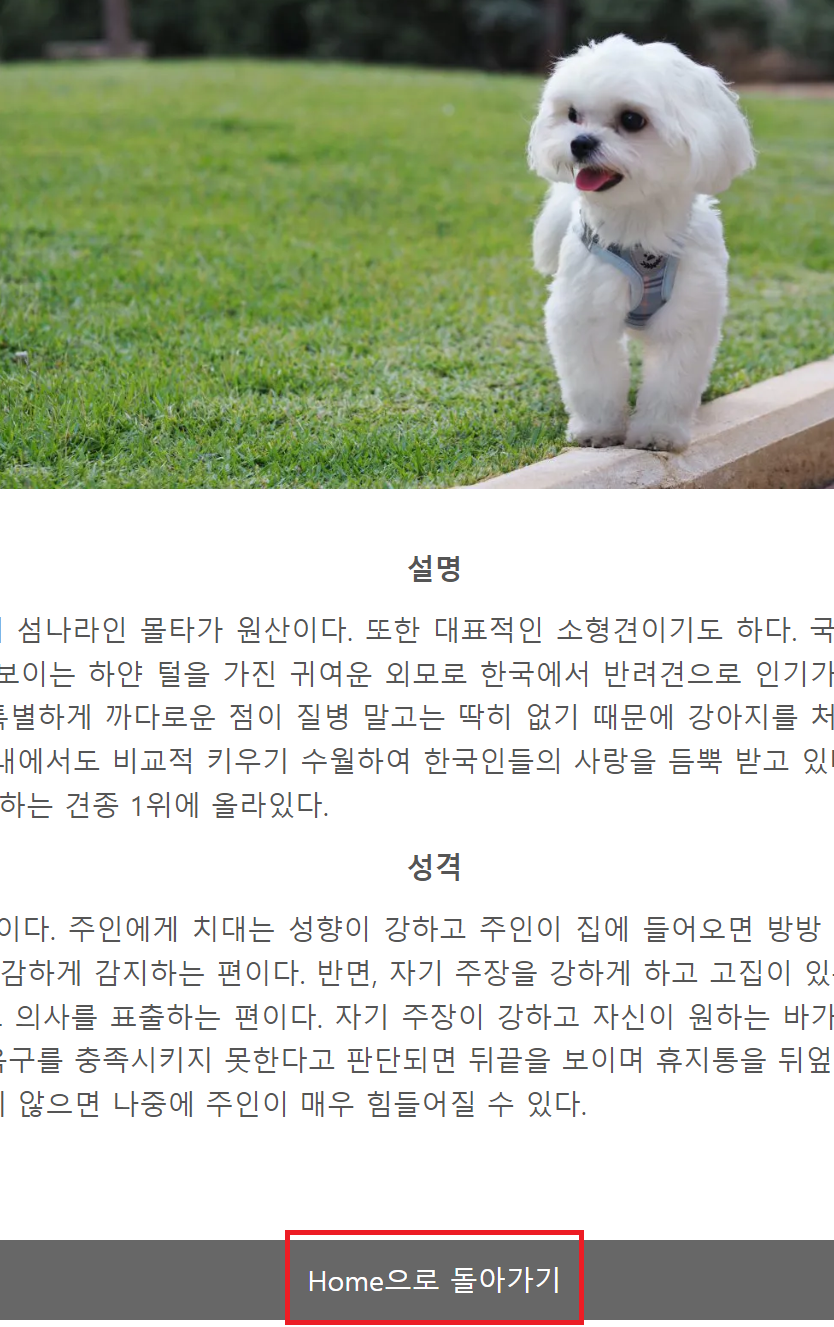 설명
섬나라인 몰타가 원산이다. 또한 대표적인 소형견이기도 하다. 국
보이는 하얀 털을 가진 귀여운 외모로 한국에서 반려견으로 인기가
특별하게 까다로운 점이 질병 말고는 딱히 없기 때문에 강아지를 처
내에서도 비교적 키우기 수월하여 한국인들의 사랑을 듬뿍 받고 있
하는 견종 1위에 올라있다.
성격
이다. 주인에게 치대는 성향이 강하고 주인이 집에 들어오면 방방
감하게 감지하는 편이다. 반면, 자기 주장을 강하게 하고 고집이 있
의사를 표출하는 편이다. 자기 주장이 강하고 자신이 원하는 바가
욕구를 충족시키지 못한다고 판단되면 뒤끝을 보이며 휴지통을 뒤엎
않으면 나중에 주인이 매우 힘들어질 수 있다.
Home으로 돌아가기